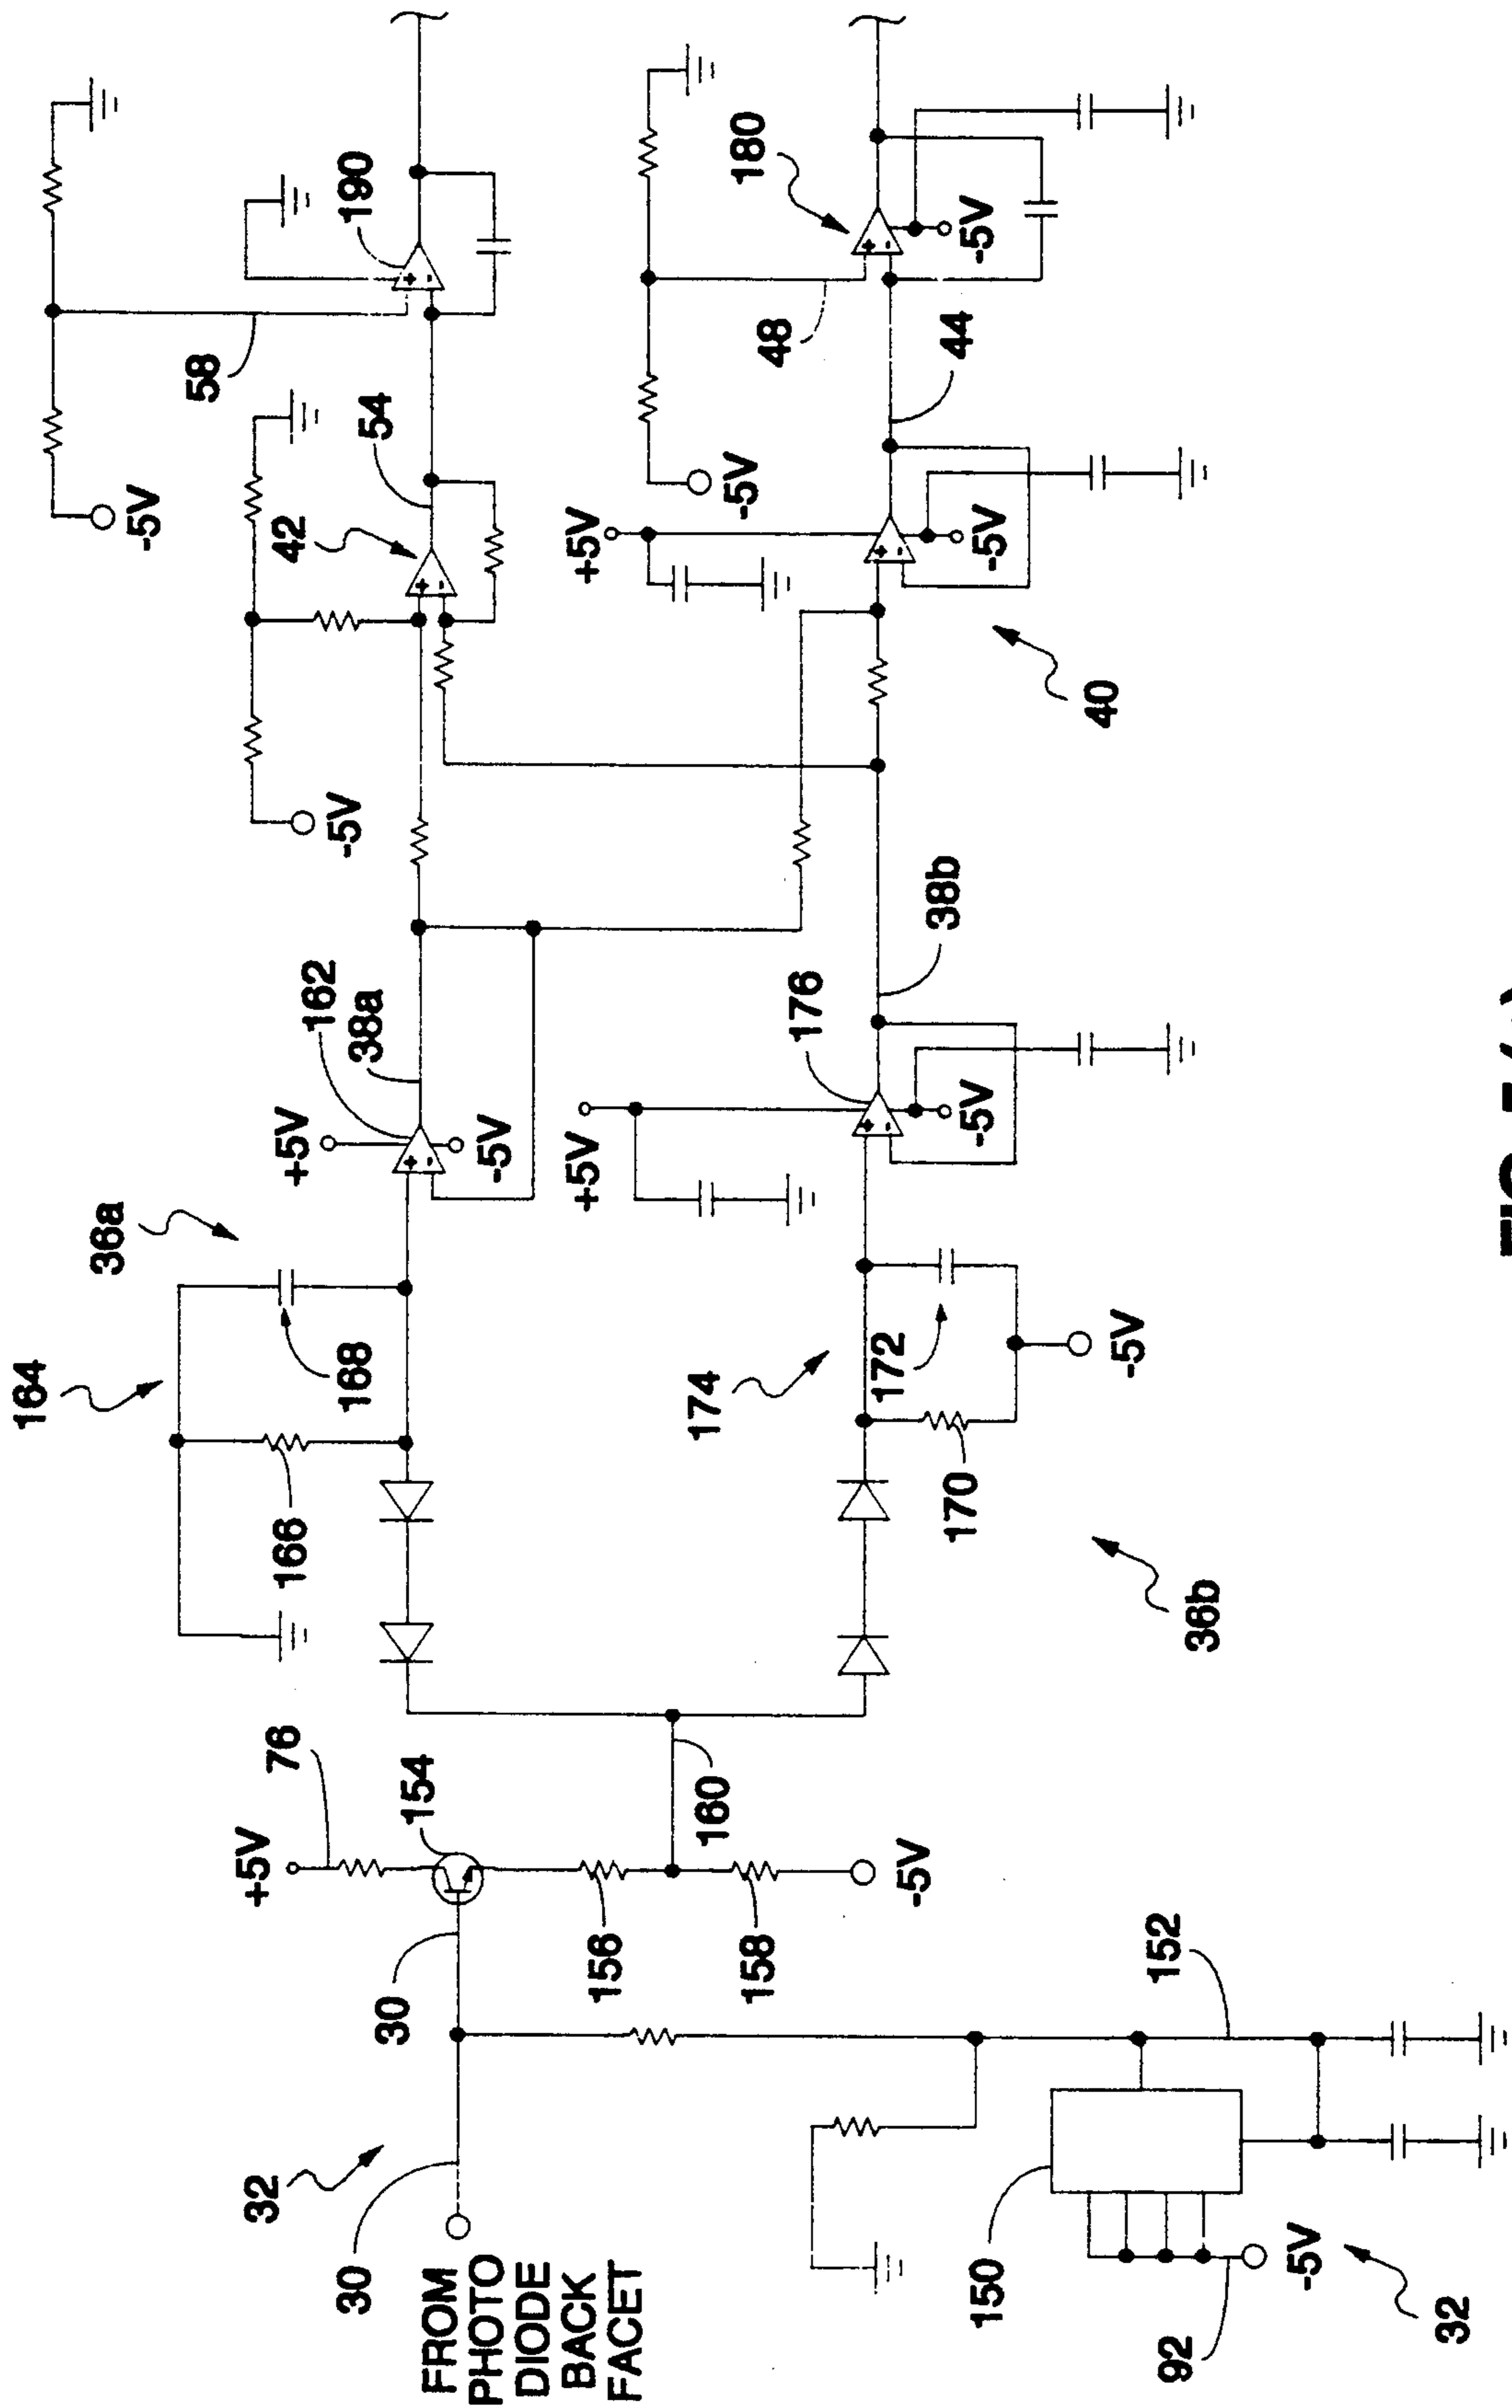 58
-5V
190
42
54
-5V
+5V
-5V
48
180
-5V
44
-5V
40
36a
164
168
166
+5V
162
38a
-5V
+5V
176
38b
-5V
174
172
170
-5V
36b
+5V
76
154
156
160
158
-5V
32
30
30
FROM
PHOTO
DIODE
BACK
FACET
150
152
92
-5V
32